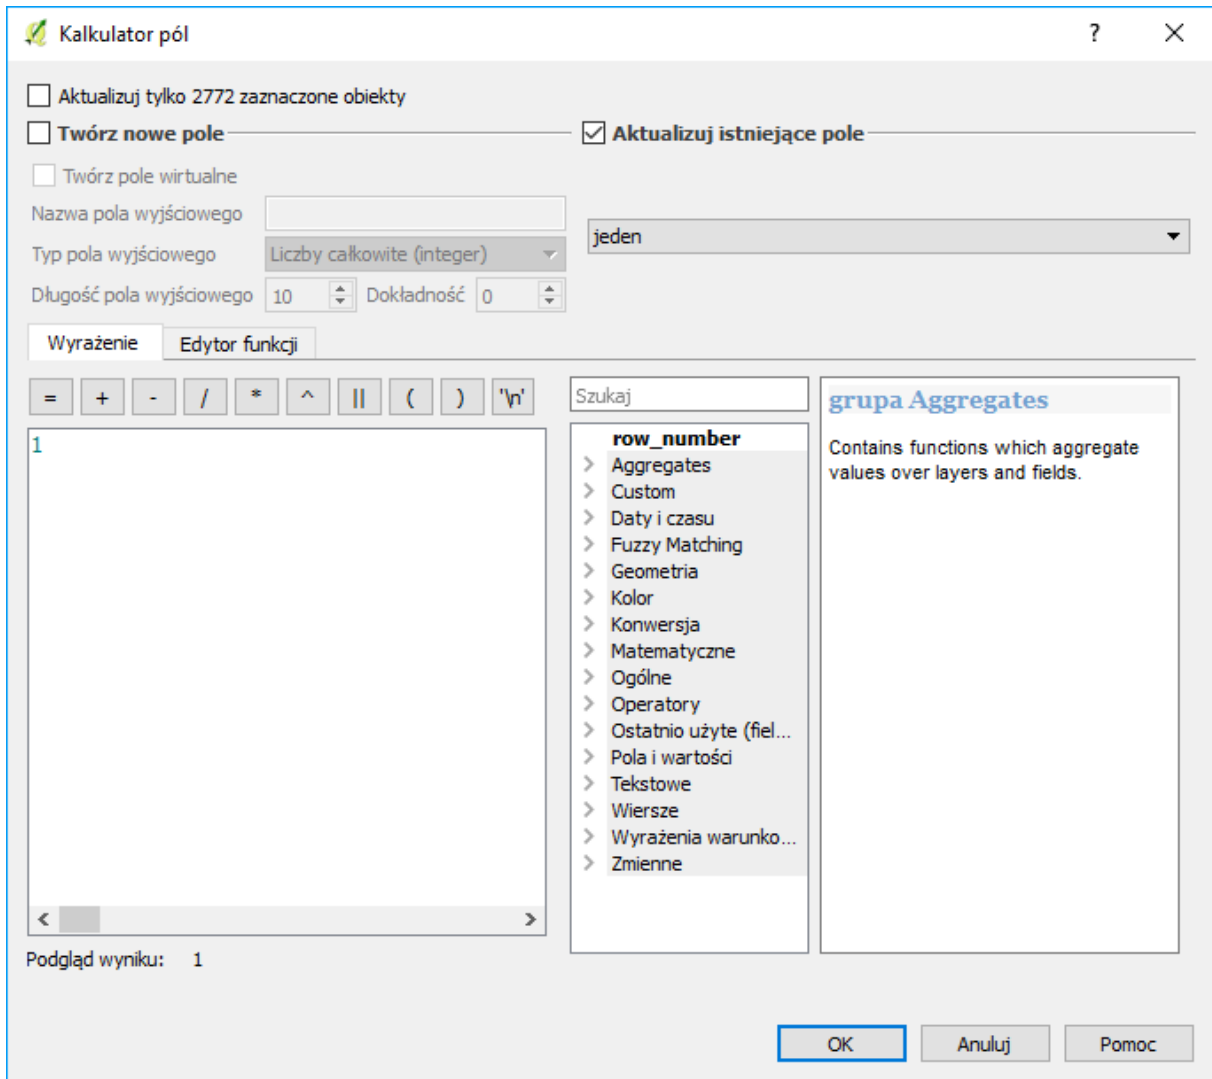 Kalkulator pól ?
Aktualizuj tylko 2772 zaznaczone obiekty
Twórz nowe pole
Aktualizuj istniejące pole
Twórz pole wirtualne
Nazwa pola wyjściowego
jeden
Typ pola wyjściowego Liczby całkowite (integer)
Długość pola wyjściowego 10 Dokładność 0
Wyrażenie Edytor funkcji
= + - / * ^ || ( ) '\n'
1
Szukaj
row_number
Aggregates
Custom
Daty i czasu
Fuzzy Matching
Geometria
Kolor
Konwersja
Matematyczne
Ogólne
Operatory
Ostatnio użyte (fiel...
Pola i wartości
Tekstowe
Wiersze
Wyrażenia warunko...
Zmienne
grupa Aggregates
Contains functions which aggregate
values over layers and fields.
Podgląd wyniku: 1
OK Anuluj Pomoc